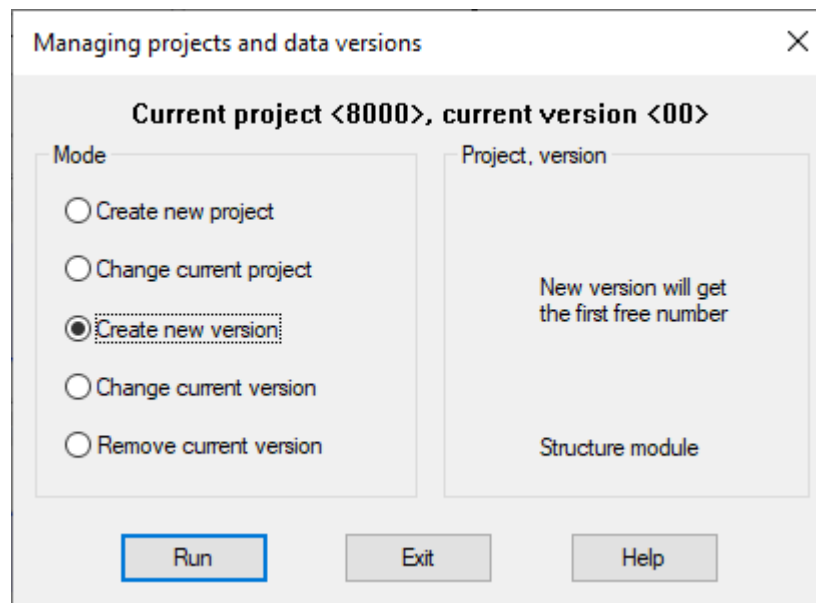 Managing projects and data versions
Current project <8000>, current version <00>
Mode
Create new project
Change current project
Create new version
Change current version
Remove current version
Project, version
New version will get
the first free number
Structure module
Run
Exit
Help